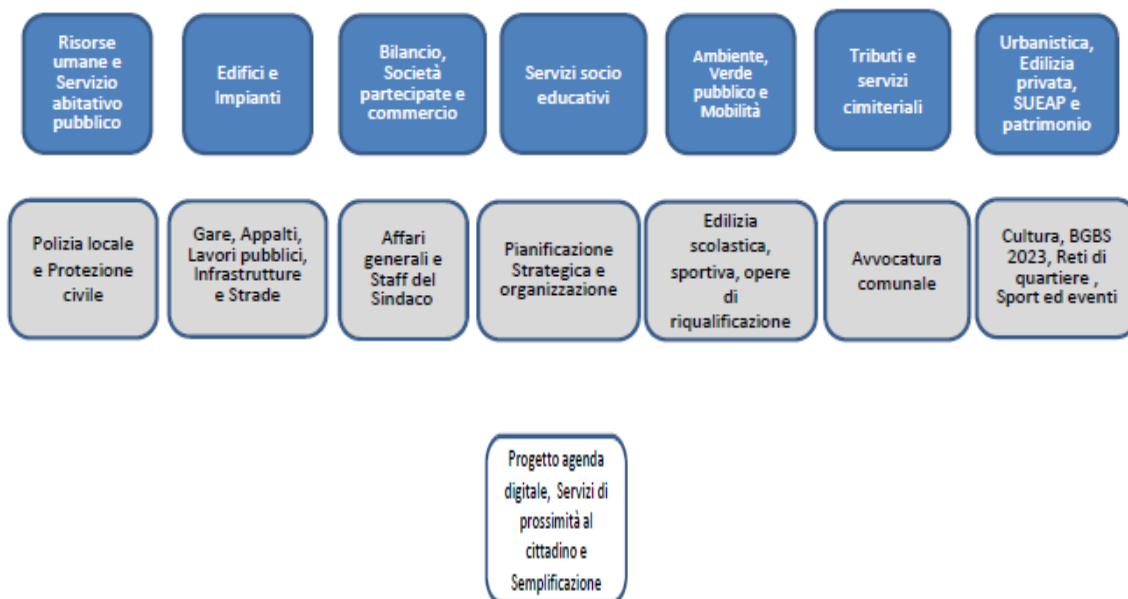 Risorse
umane e
Servizio
abitativo
pubblico
Edifici e
Impianti
Bilancio,
Società
partecipate e
commercio
Servizi socio
educativi
Ambiente,
Verde
pubblico e
Mobilità
Tributi e
servizi
cimiteriali
Urbanistica,
Edilizia
privata,
SUEAP e
patrimonio
Polizia locale
e Protezione
civile
Gare, Appalti,
Lavori pubblici,
Infrastrutture
e Strade
Affari
generali e
Staff del
Sindaco
Pianificazione
Strategica e
organizzazione
Edilizia
scolastica,
sportiva, opere
di
riqualificazione
Avvocatura
comunale
Cultura, BGBS
2023, Reti di
quartiere ,
Sport ed eventi
Progetto agenda
digitale, Servizi di
prossimità al
cittadino e
Semplificazione